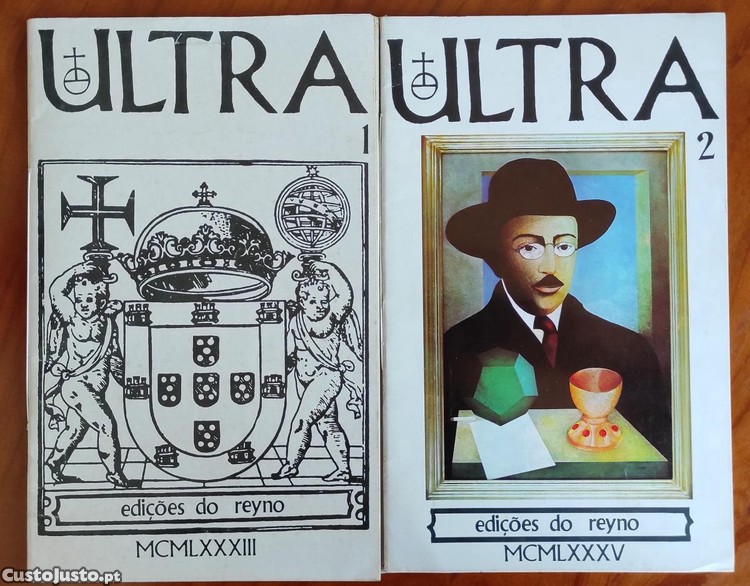 ULTRA
1
edições do reyno
MCMLXXXIII
ULTRA
2
edições do reyno
MCMLXXXV
CustoJusto.pt